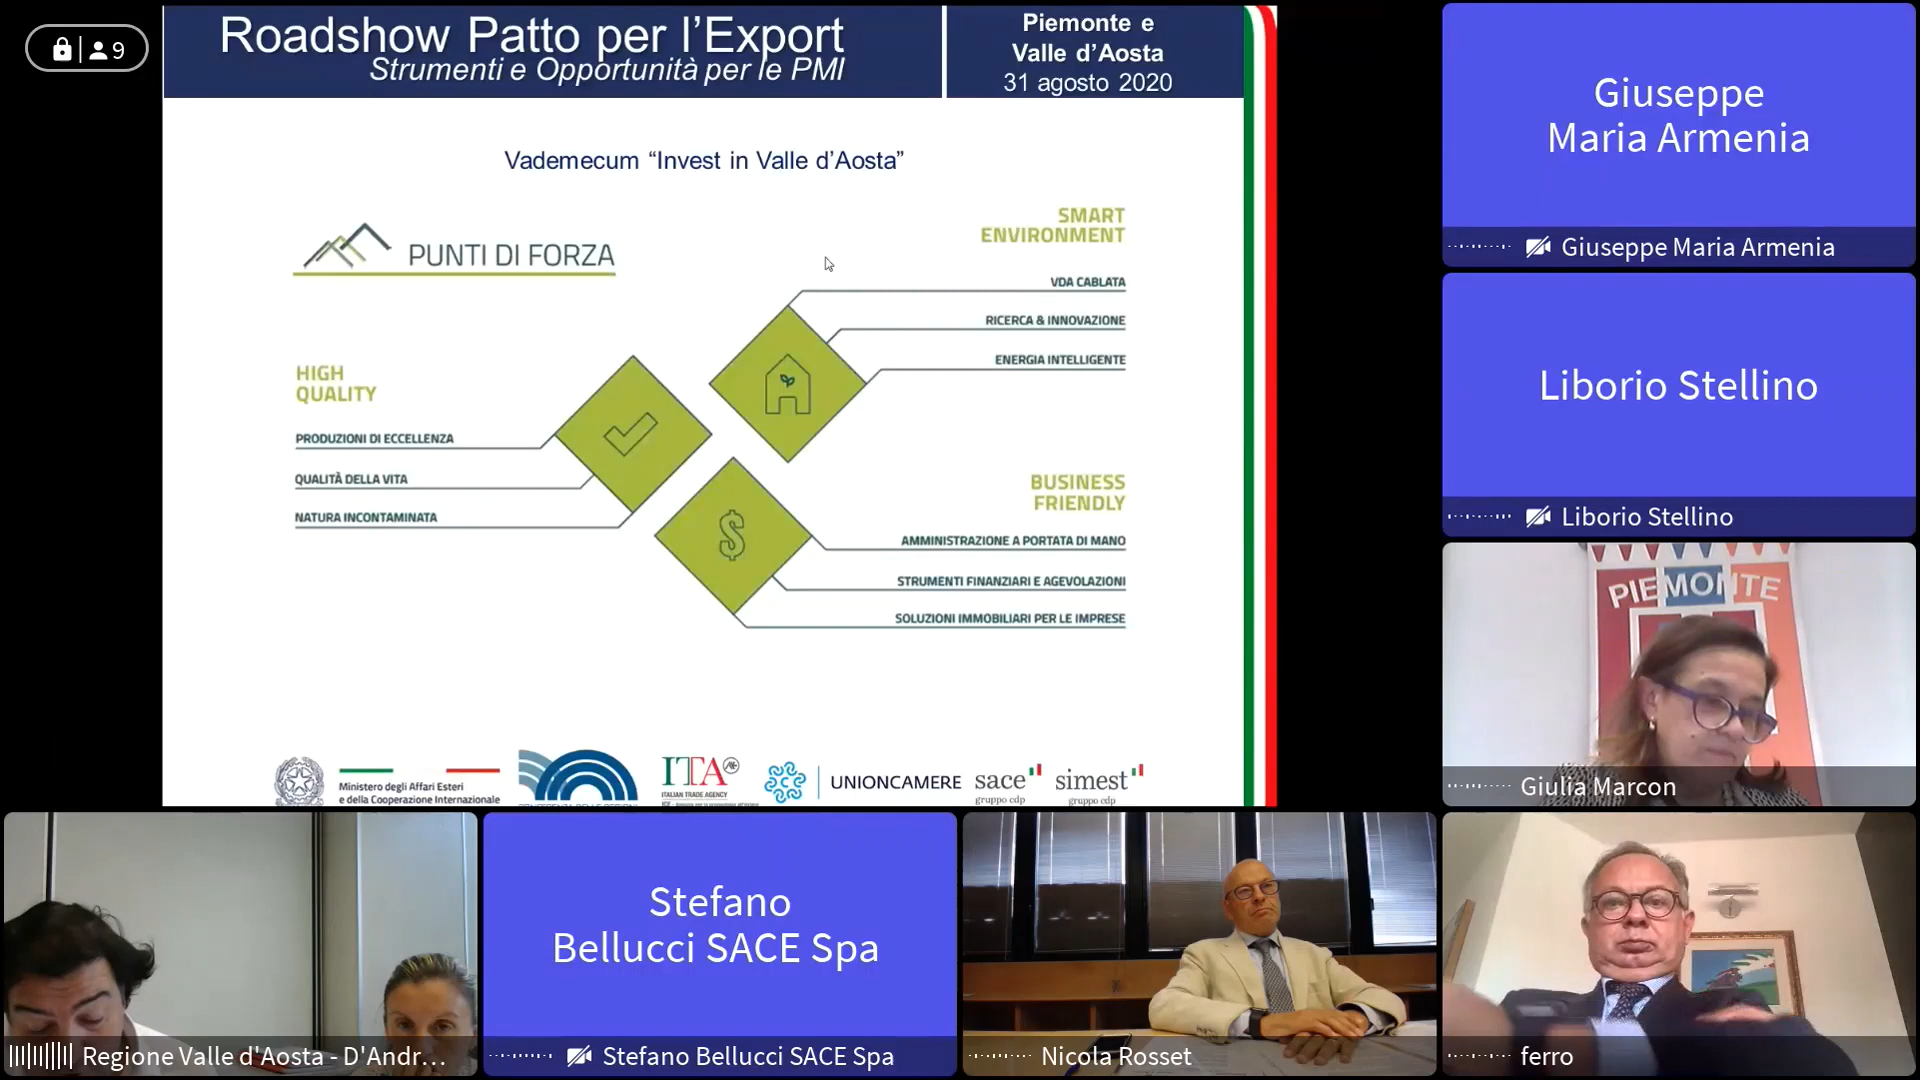 9
Roadshow Patto per l'Export
Strumenti e Opportunità per le PMI
Piemonte e
Valle d'Aosta
31 agosto 2020
Vademecum “Invest in Valle d'Aosta”
PUNTI DI FORZA
SMART
ENVIRONMENT
VDA CABLATA
RICERCA & INNOVAZIONE
ENERGIA INTELLIGENTE
HIGH
QUALITY
PRODUZIONI DI ECCELLENZA
QUALITÀ DELLA VITA
NATURA INCONTAMINATA
BUSINESS
FRIENDLY
AMMINISTRAZIONE A PORTATA DI MANO
STRUMENTI FINANZIARI E AGEVOLAZIONI
SOLUZIONI IMMOBILIARI PER LE IMPRESE
Ministero degli Affari Esteri
e della Cooperazione Internazionale
ITA
ITALIAN TRADE AGENCY
UNIONCAMERE
sace
gruppo cdp
simest
gruppo cdp
Giuseppe
Maria Armenia
Giuseppe Maria Armenia
Liborio Stellino
Liborio Stellino
PIEMONTE
Giulia Marcon
Regione Valle d'Aosta - D'Andr…
Stefano
Bellucci SACE Spa
Stefano Bellucci SACE Spa
Nicola Rosset
ferro